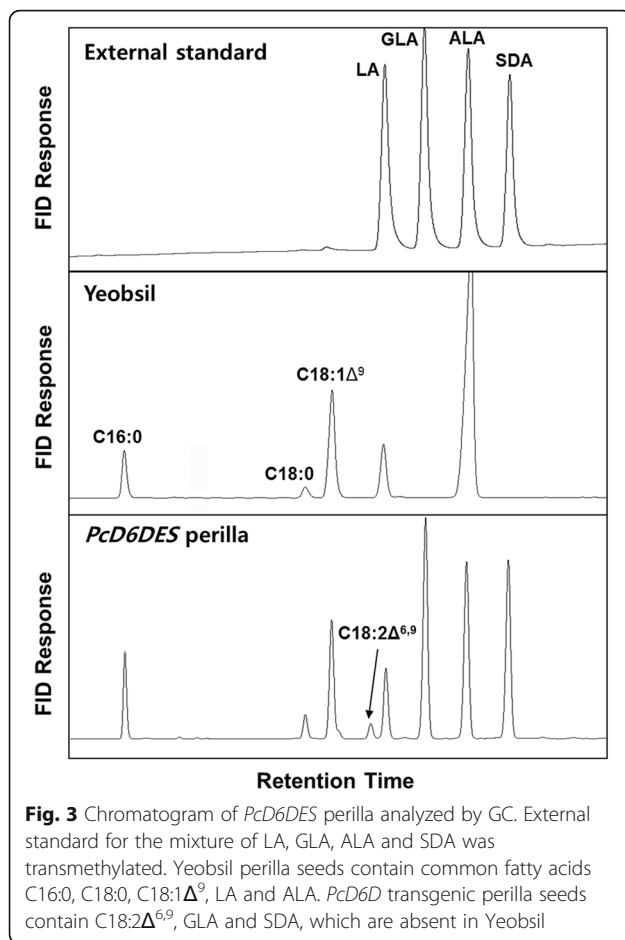 External standard
LA
GLA
ALA
SDA
FID Response
Yeobsil
C16:0
C18:0
C18:1Δ⁹
FID Response
PcD6DES perilla
C18:2Δ⁶,⁹
FID Response
Retention Time
Fig. 3 Chromatogram of PcD6DES perilla analyzed by GC. External
standard for the mixture of LA, GLA, ALA and SDA was
transmethylated. Yeobsil perilla seeds contain common fatty acids
C16:0, C18:0, C18:1Δ⁹, LA and ALA. PcD6D transgenic perilla seeds
contain C18:2Δ⁶,⁹, GLA and SDA, which are absent in Yeobsil